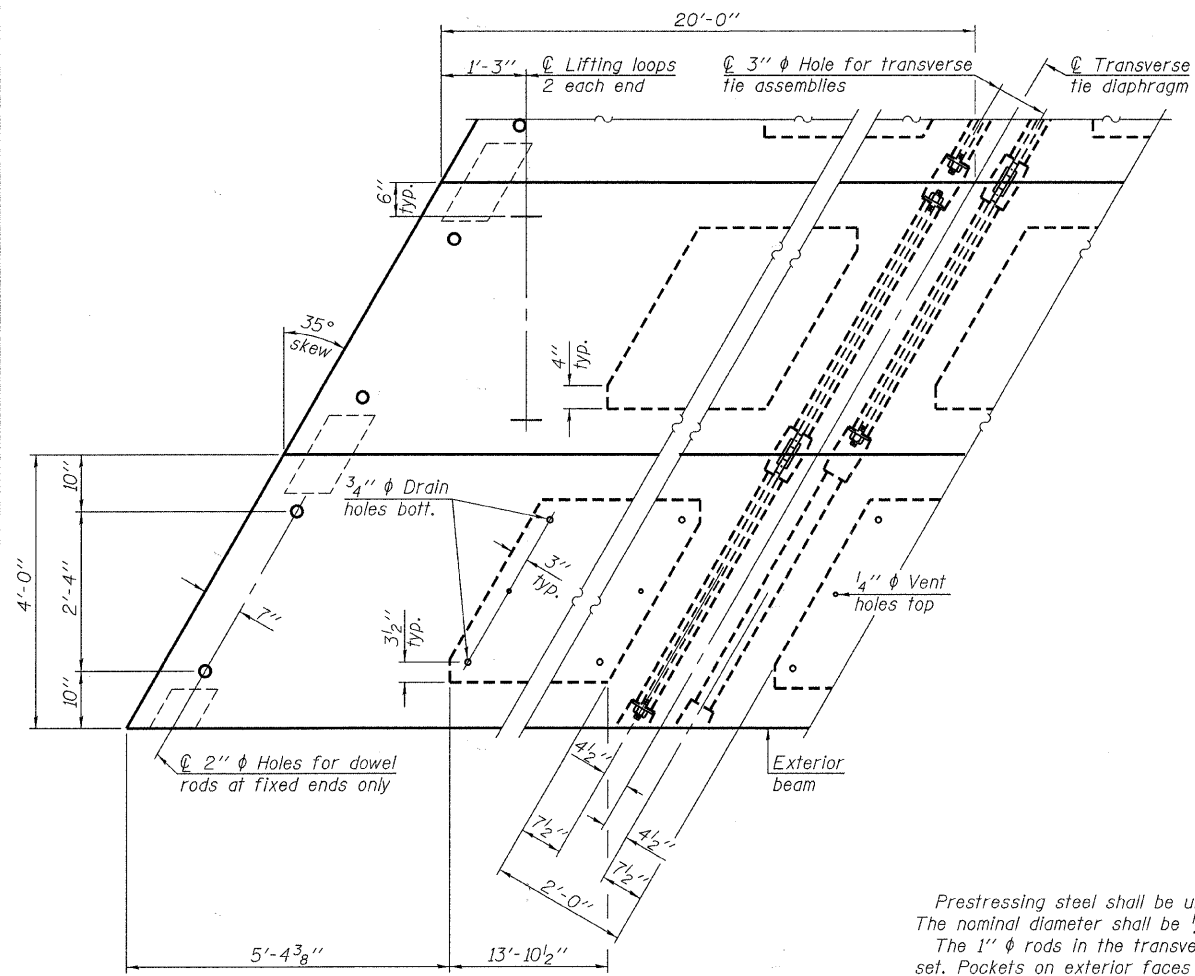 20'-0"
1'-3"
℄ Lifting loops
2 each end
℄ 3" ϕ Hole for transverse
tie assemblies
℄ Transverse
tie diaphragm
6"
typ.
35°
skew
4"
typ.
4'-0"
10"
2'-4"
10"
3/4" ϕ Drain
holes bott.
3"
typ.
7"
3 1/2"
typ.
1/4" ϕ Vent
holes top
℄ 2" ϕ Holes for dowel
rods at fixed ends only
Exterior
beam
4 1/2"
7 1/2"
4 1/2"
7 1/2"
2'-0"
5'-4 3/8"
13'-10 1/2"
Prestressing steel shall be
The nominal diameter shall be
The 1" ϕ rods in the
set. Pockets on exterior faces